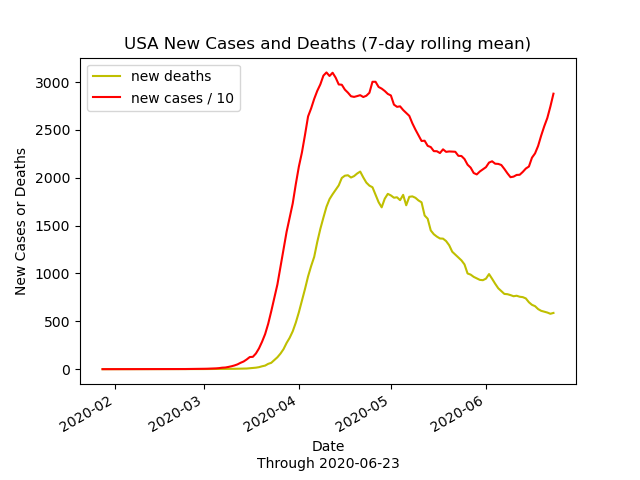 USA New Cases and Deaths (7-day rolling mean)
new deaths
new cases / 10
3000
2500
2000
1500
1000
500
0
New Cases or Deaths
2020-02
2020-03
2020-04
2020-05
2020-06
Date
Through 2020-06-23